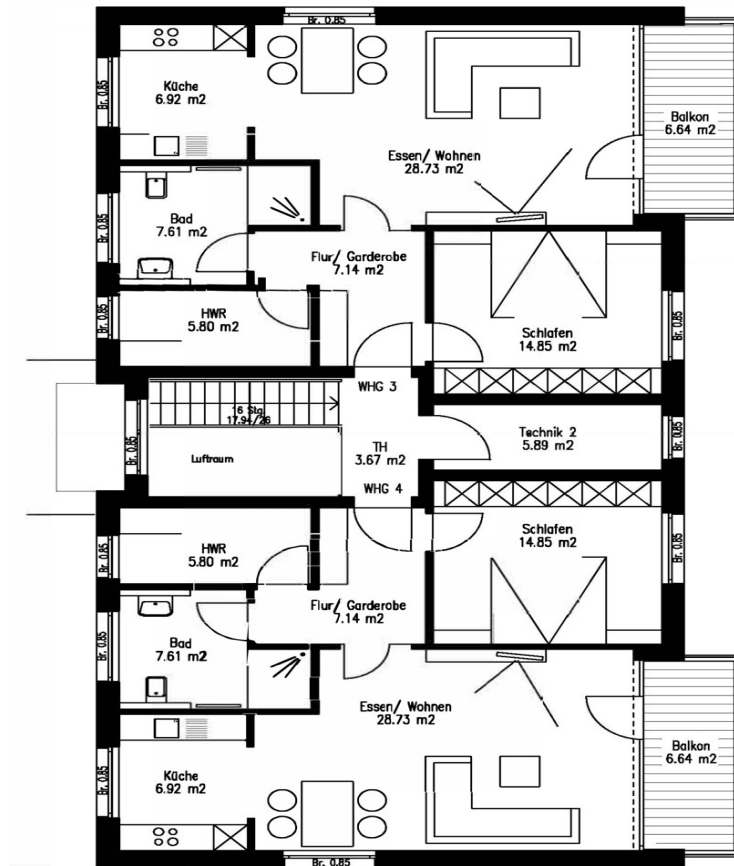 Br. 0.85
Br. 0.85
Küche
6.92 m2
Balkon
6.64 m2
Essen/ Wohnen
28.73 m2
Br. 0.85
Bad
7.61 m2
Flur/ Garderobe
7.14 m2
Br. 0.85
HWR
5.80 m2
Schlafen
14.85 m2
Br. 0.85
WHG 3
16 Stg.
17.94/26
Br. 0.85
Luftraum
TH
3.67 m2
Technik 2
5.89 m2
Br. 0.85
WHG 4
Br. 0.85
HWR
5.80 m2
Schlafen
14.85 m2
Br. 0.85
Flur/ Garderobe
7.14 m2
Br. 0.85
Bad
7.61 m2
Essen/ Wohnen
28.73 m2
Br. 0.85
Küche
6.92 m2
Balkon
6.64 m2
Br. 0.85